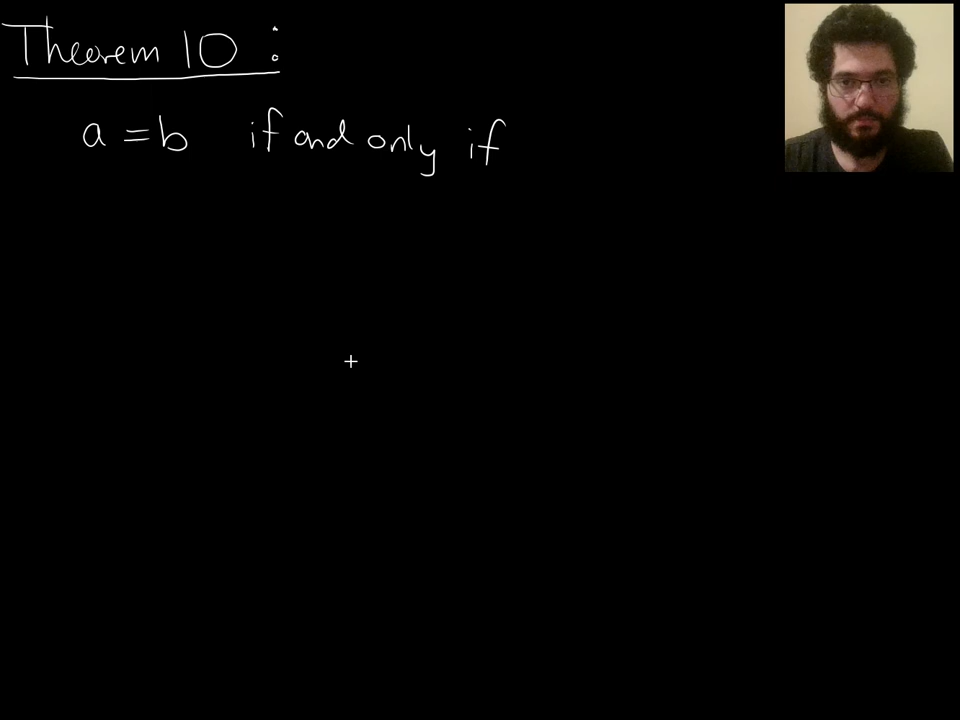 Theorem 10 :
a = b if and only if